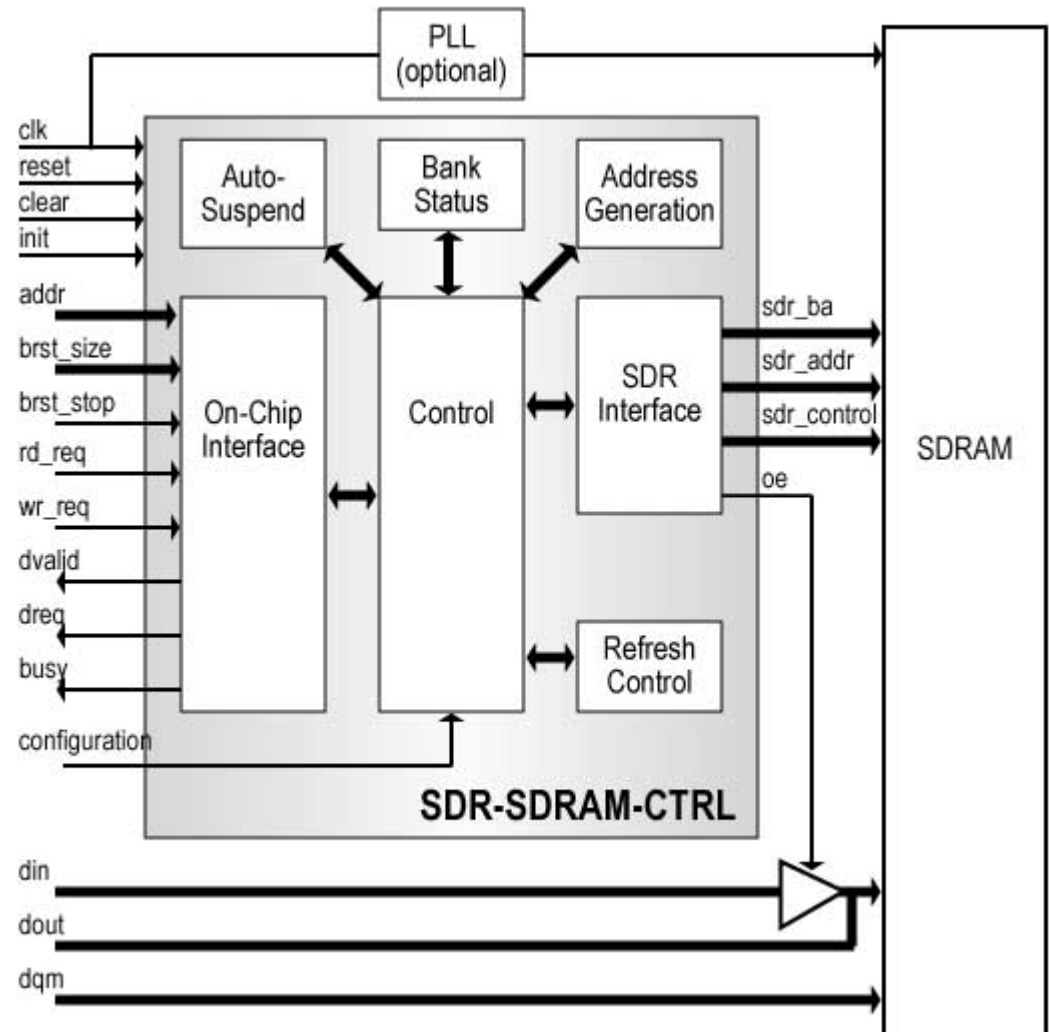 PLL
(optional)
clk
reset
clear
init
Auto-
Suspend
Bank
Status
Address
Generation
addr
brst_size
brst_stop
rd_req
wr_req
dvalid
dreq
busy
configuration
On-Chip
Interface
Control
SDR
Interface
sdr_ba
sdr_addr
sdr_control
oe
SDRAM
Refresh
Control
SDR-SDRAM-CTRL
din
dout
dqm